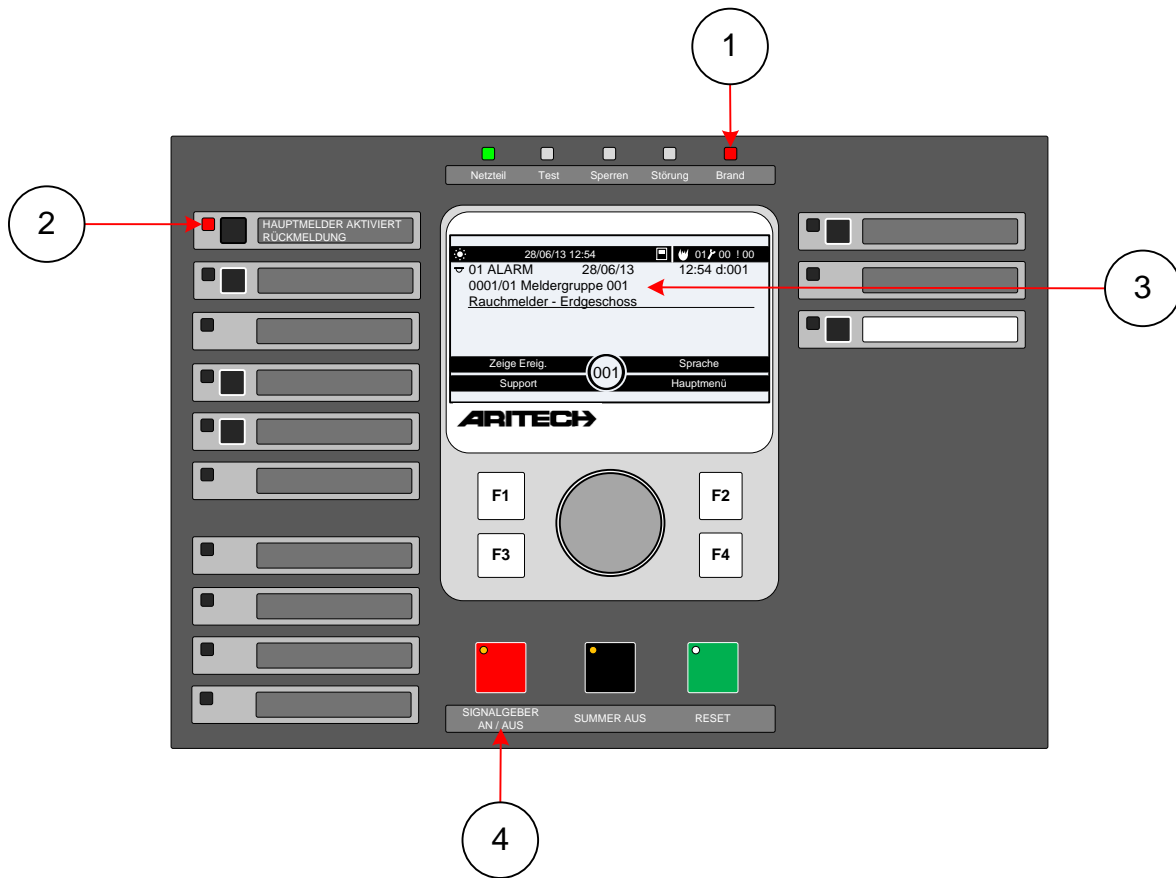 1
Netzteil Test Sperren Störung Brand
2
HAUPTMELDER AKTIVIERT
RÜCKMELDUNG
28/06/13 12:54 01 00 ! 00
01 ALARM 28/06/13 12:54 d:001
0001/01 Meldergruppe 001
Rauchmelder - Erdgeschoss
3
Zeige Ereig. Sprache
001
Support Hauptmenü
ARITECH
F1 F2
F3 F4
SIGNALGEBER
AN / AUS
SUMMER AUS
RESET
4